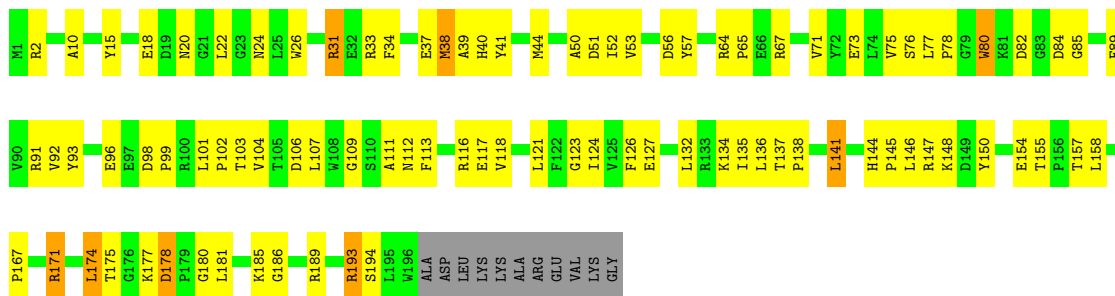 M1 R2 A10 Y15 E18 D19 N20 G21 L22 G23 N24 L25 W26 R31 E32 R33 F34 E37 M38 A39 H40 Y41 M44 A50 D51 I52 V53 D56 Y57 R64 P65 E66 R67 V71 Y72 E73 L74 V75 S76 L77 P78 G79 W80 K81 D82 G83 D84 G85
V90 R91 V92 Y93 E96 E97 D98 P99 R100 L101 P102 T103 V104 T105 D106 L107 W108 G109 S110 A111 N112 F113 R116 E117 V118 L121 F122 G123 I124 V125 F126 E127 L132 R133 K134 I135 L136 T137 P138 L141 H144 P145 L146 R147 K148 D149 Y150 E154 T155 P156 T157 L158
P167 R171 L174 T175 G176 K177 D178 P179 G180 L181 K185 G186 R189 R193 S194 L195 W196 ALA ASP LEU LYS LYS ALA ARG GLU VAL LYS GLY